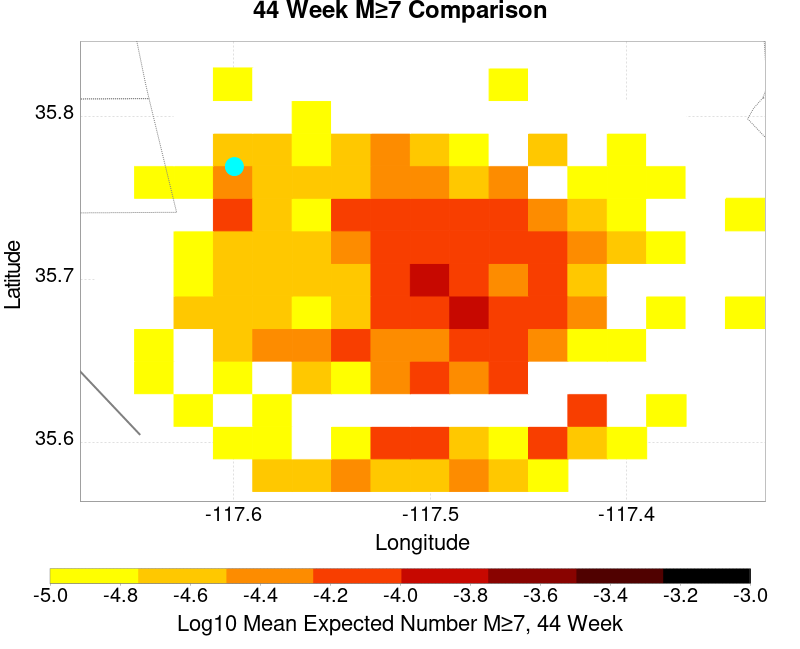 44 Week M≥7 Comparison
35.8
35.7
35.6
Latitude
-117.6 -117.5 -117.4
Longitude
-5.0 -4.8 -4.6 -4.4 -4.2 -4.0 -3.8 -3.6 -3.4 -3.2 -3.0
Log10 Mean Expected Number M≥7, 44 Week